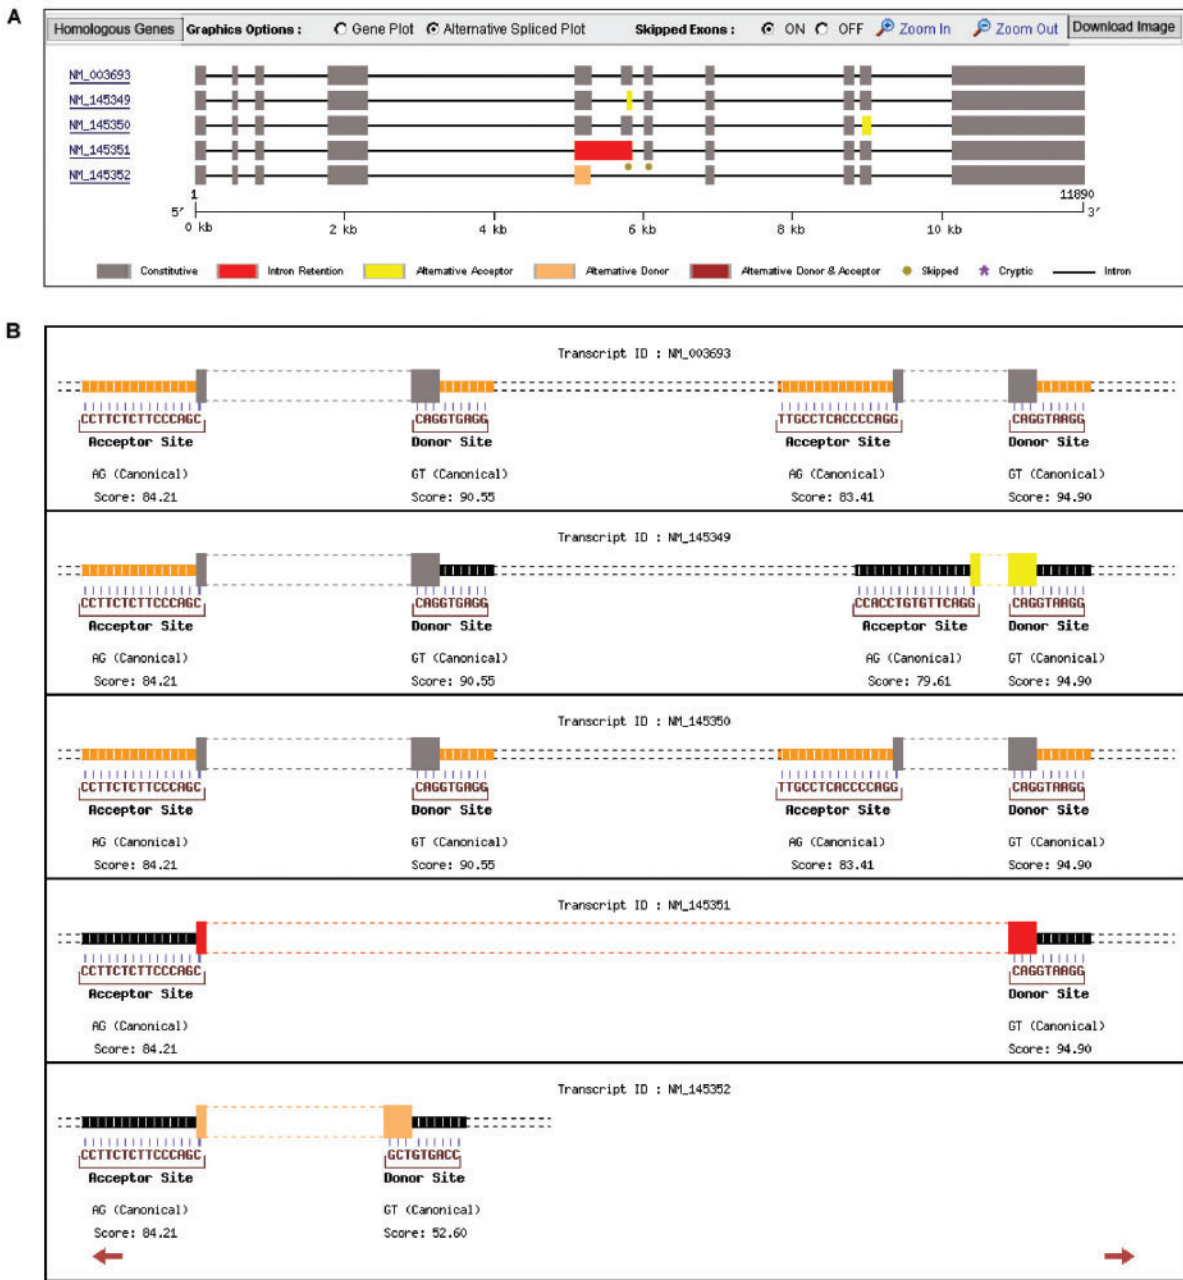 A
Homologous Genes Graphics Options : Gene Plot Alternative Spliced Plot Skipped Exons : ON OFF Zoom In Zoom Out Download Image
NM_003693
NM_145349
NM_145350
NM_145351
NM_145352
1 11890
5' 3'
0 kb 2 kb 4 kb 6 kb 8 kb 10 kb
Constitutive Intron Retention Alternative Acceptor Alternative Donor Alternative Donor & Acceptor Skipped Cryptic Intron
B
Transcript ID : NM_003693
CCTTCTCTTCCCAGC CAGGTGAGG TTGCCTCACCCCAGG CAGGTAAGG
Acceptor Site Donor Site Acceptor Site Donor Site
AG (Canonical) GT (Canonical) AG (Canonical) GT (Canonical)
Score: 84.21 Score: 90.55 Score: 83.41 Score: 94.90
Transcript ID : NM_145349
CCTTCTCTTCCCAGC CAGGTGAGG CCACCTGTGTTCAGG CAGGTAAGG
Acceptor Site Donor Site Acceptor Site Donor Site
AG (Canonical) GT (Canonical) AG (Canonical) GT (Canonical)
Score: 84.21 Score: 90.55 Score: 79.61 Score: 94.90
Transcript ID : NM_145350
CCTTCTCTTCCCAGC CAGGTGAGG TTGCCTCACCCCAGG CAGGTAAGG
Acceptor Site Donor Site Acceptor Site Donor Site
AG (Canonical) GT (Canonical) AG (Canonical) GT (Canonical)
Score: 84.21 Score: 90.55 Score: 83.41 Score: 94.90
Transcript ID : NM_145351
CCTTCTCTTCCCAGC CAGGTAAGG
Acceptor Site Donor Site
AG (Canonical) GT (Canonical)
Score: 84.21 Score: 94.90
Transcript ID : NM_145352
CCTTCTCTTCCCAGC GCTGTGACC
Acceptor Site Donor Site
AG (Canonical) GT (Canonical)
Score: 84.21 Score: 52.60